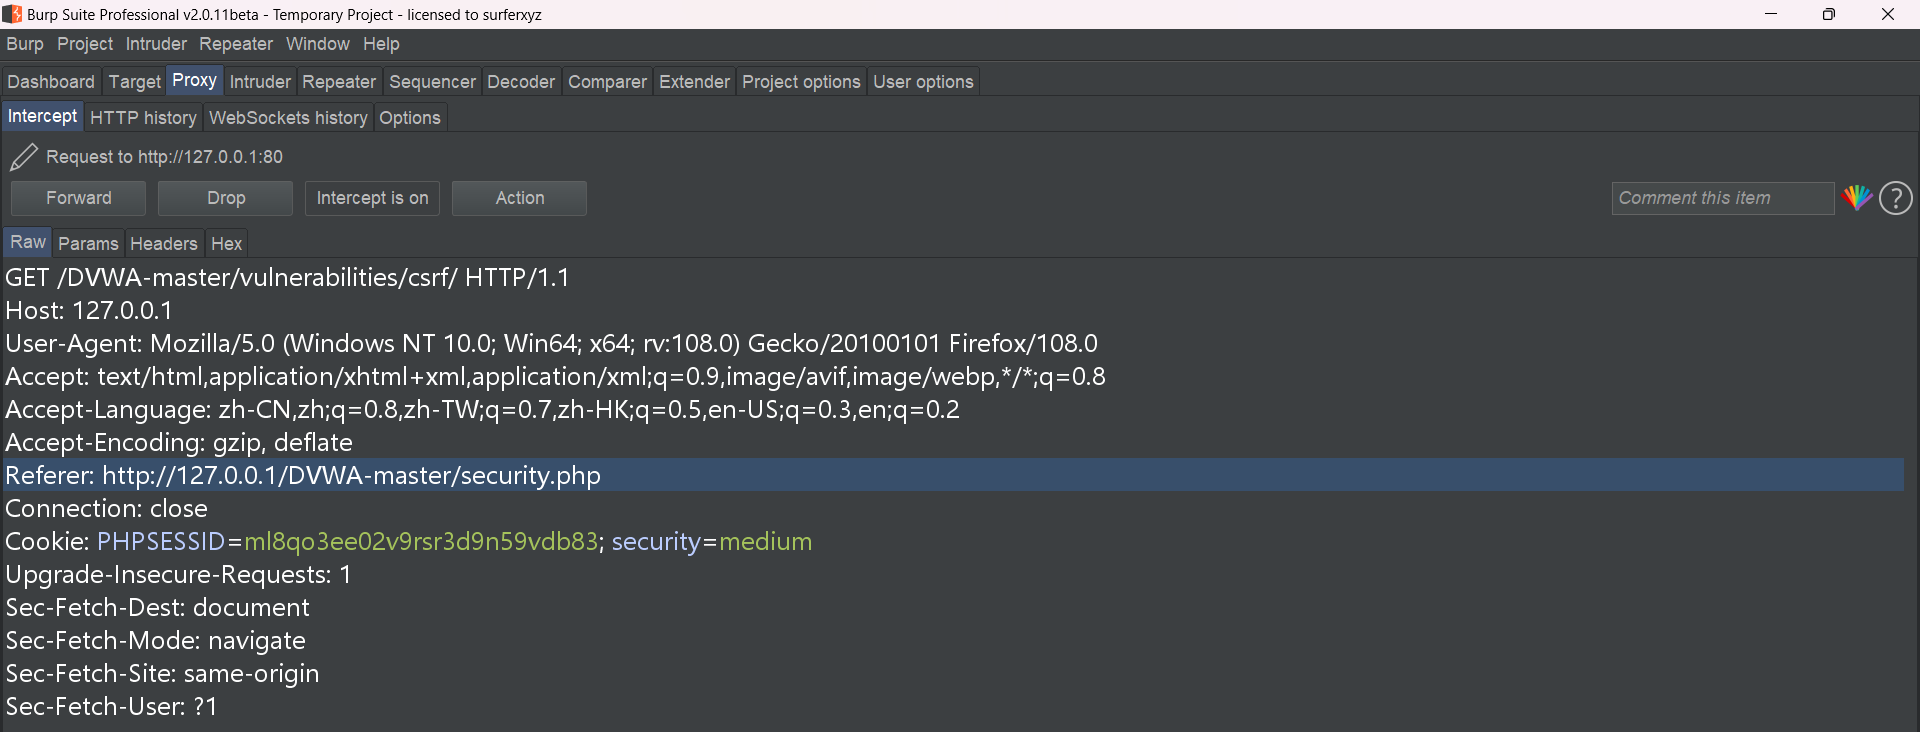 Burp Suite Professional v2.0.11beta - Temporary Project - licensed to surferxyz
Burp Project Intruder Repeater Window Help
Dashboard Target Proxy Intruder Repeater Sequencer Decoder Comparer Extender Project options User options
Intercept HTTP history WebSockets history Options
Request to http://127.0.0.1:80
Forward Drop Intercept is on Action Comment this item ?
Raw Params Headers Hex
GET /DVWA-master/vulnerabilities/csrf/ HTTP/1.1
Host: 127.0.0.1
User-Agent: Mozilla/5.0 (Windows NT 10.0; Win64; x64; rv:108.0) Gecko/20100101 Firefox/108.0
Accept: text/html,application/xhtml+xml,application/xml;q=0.9,image/avif,image/webp,*/*;q=0.8
Accept-Language: zh-CN,zh;q=0.8,zh-TW;q=0.7,zh-HK;q=0.5,en-US;q=0.3,en;q=0.2
Accept-Encoding: gzip, deflate
Referer: http://127.0.0.1/DVWA-master/security.php
Connection: close
Cookie: PHPSESSID=ml8qo3ee02v9rsr3d9n59vdb83; security=medium
Upgrade-Insecure-Requests: 1
Sec-Fetch-Dest: document
Sec-Fetch-Mode: navigate
Sec-Fetch-Site: same-origin
Sec-Fetch-User: ?1